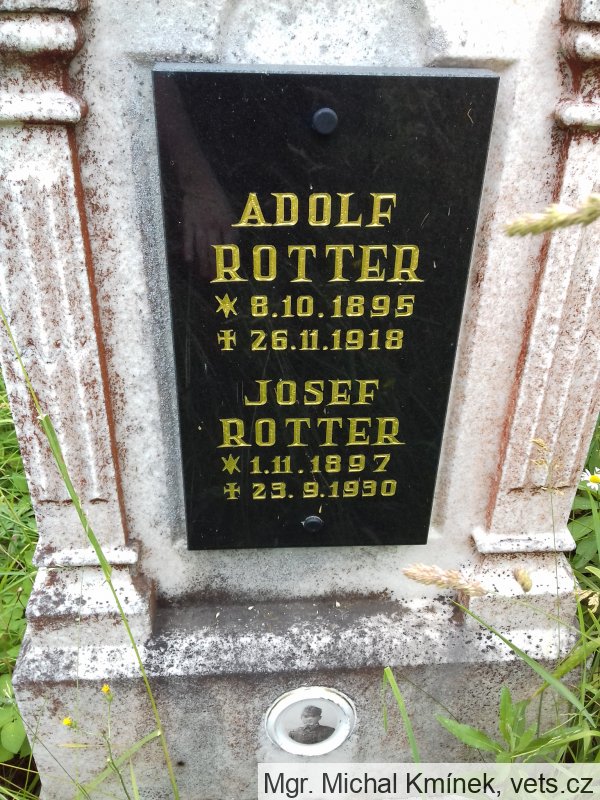 ADOLF
ROTTER
* 8.10.1895
✝ 26.11.1918
JOSEF
ROTTER
* 1.11.1897
✝ 23.9.1930
Mgr. Michal Kmínek, vets.cz